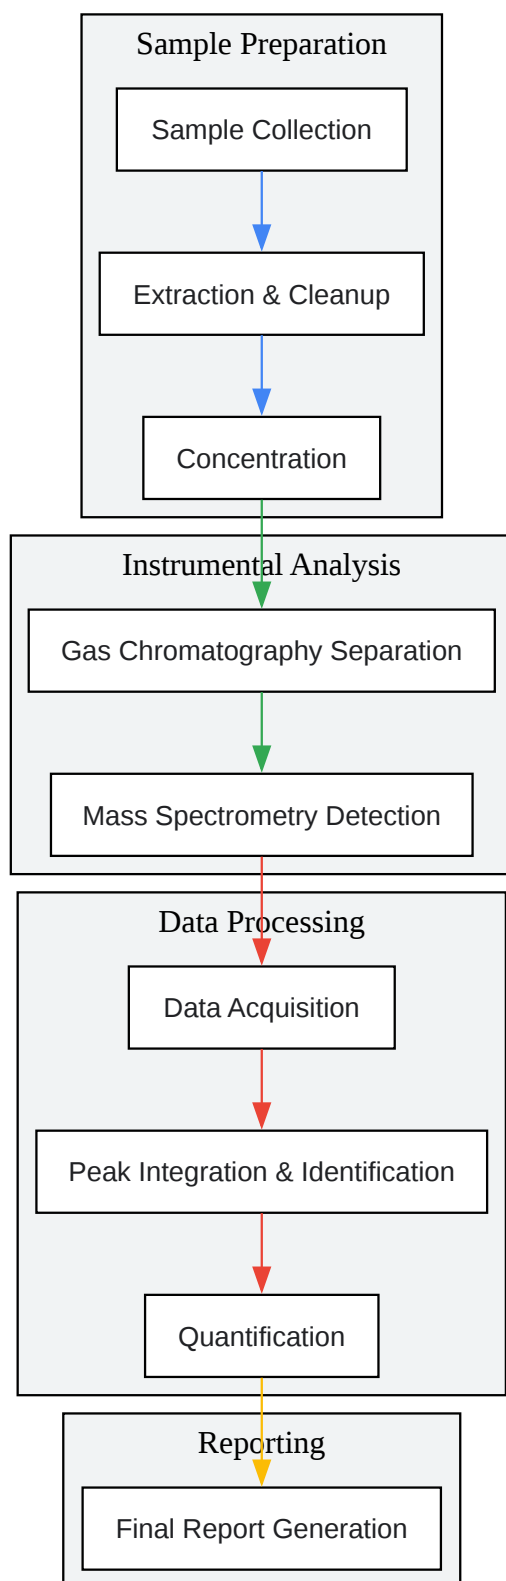 Sample Preparation
Sample Collection
Extraction & Cleanup
Concentration
Instrumental Analysis
Gas Chromatography Separation
Mass Spectrometry Detection
Data Processing
Data Acquisition
Peak Integration & Identification
Quantification
Reporting
Final Report Generation